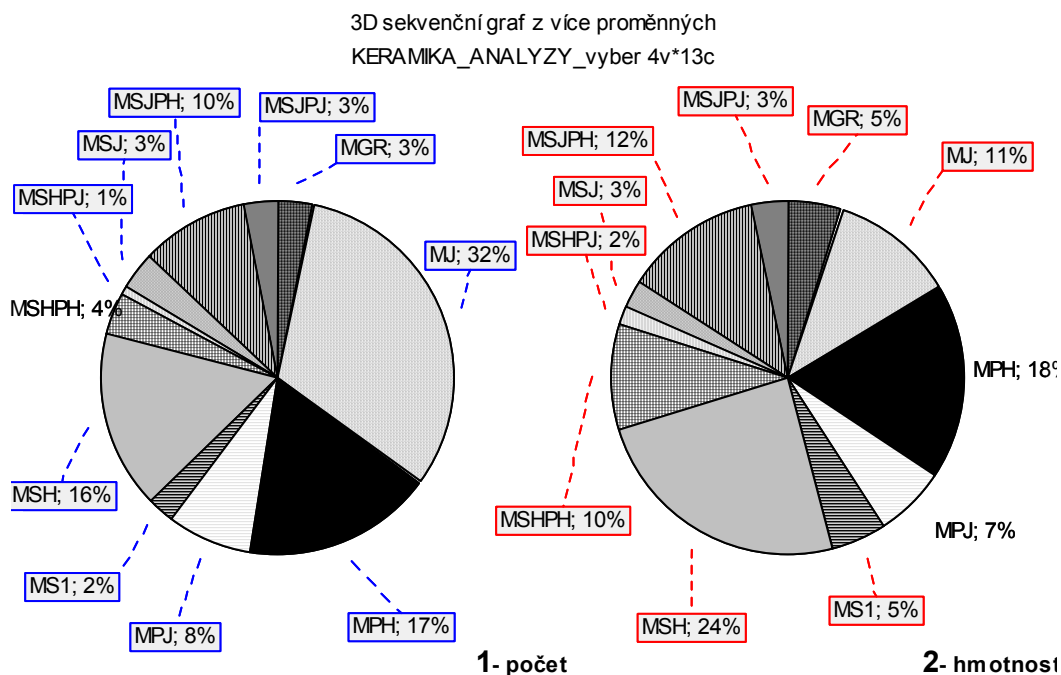 3D sekvenční graf z více proměnných
KERAMIKA_ANALYZY_vyber 4v*13c
MSJPH; 10%
MSJPJ; 3%
MSJ; 3%
MGR; 3%
MSHPJ; 1%
MJ; 32%
MSHPH; 4%
MSH; 16%
MS1; 2%
MPJ; 8%
MPH; 17%
1- počet
MSJPJ; 3%
MGR; 5%
MSJPH; 12%
MJ; 11%
MSJ; 3%
MSHPJ; 2%
MPH; 18%
MSHPH; 10%
MPJ; 7%
MS1; 5%
MSH; 24%
2- hmotnost